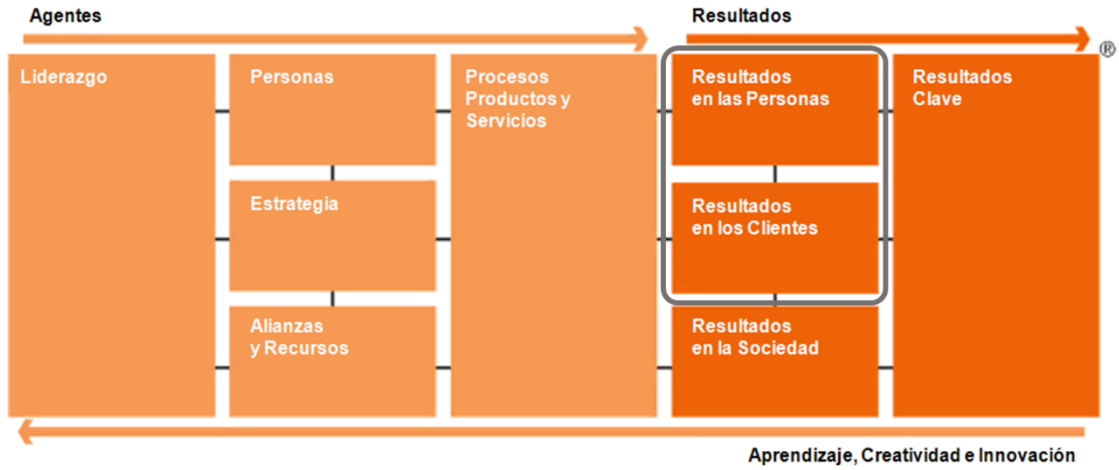 Agentes
Resultados
®
Liderazgo
Personas
Procesos
Productos y
Servicios
Resultados
en las Personas
Resultados
Clave
Estrategia
Resultados
en los Clientes
Alianzas
y Recursos
Resultados
en la Sociedad
Aprendizaje, Creatividad e Innovación